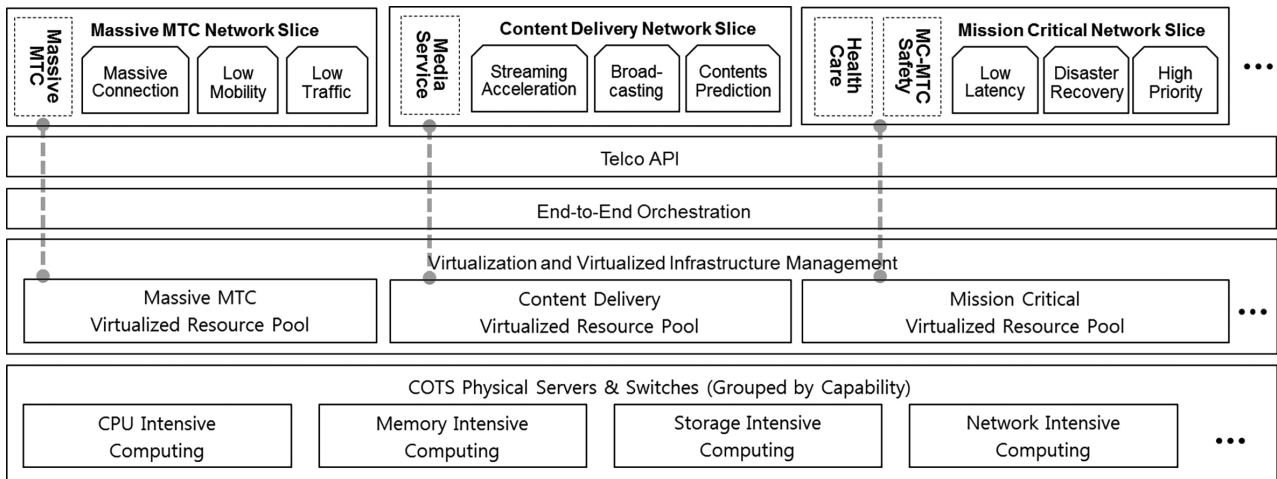 Massive MTC
Massive MTC Network Slice
Massive Connection
Low Mobility
Low Traffic
Media Service
Content Delivery Network Slice
Streaming Acceleration
Broad-casting
Contents Prediction
Health Care
MC-MTC Safety
Mission Critical Network Slice
Low Latency
Disaster Recovery
High Priority
•••
Telco API
End-to-End Orchestration
Virtualization and Virtualized Infrastructure Management
Massive MTC
Virtualized Resource Pool
Content Delivery
Virtualized Resource Pool
Mission Critical
Virtualized Resource Pool
•••
COTS Physical Servers & Switches (Grouped by Capability)
CPU Intensive
Computing
Memory Intensive
Computing
Storage Intensive
Computing
Network Intensive
Computing
•••